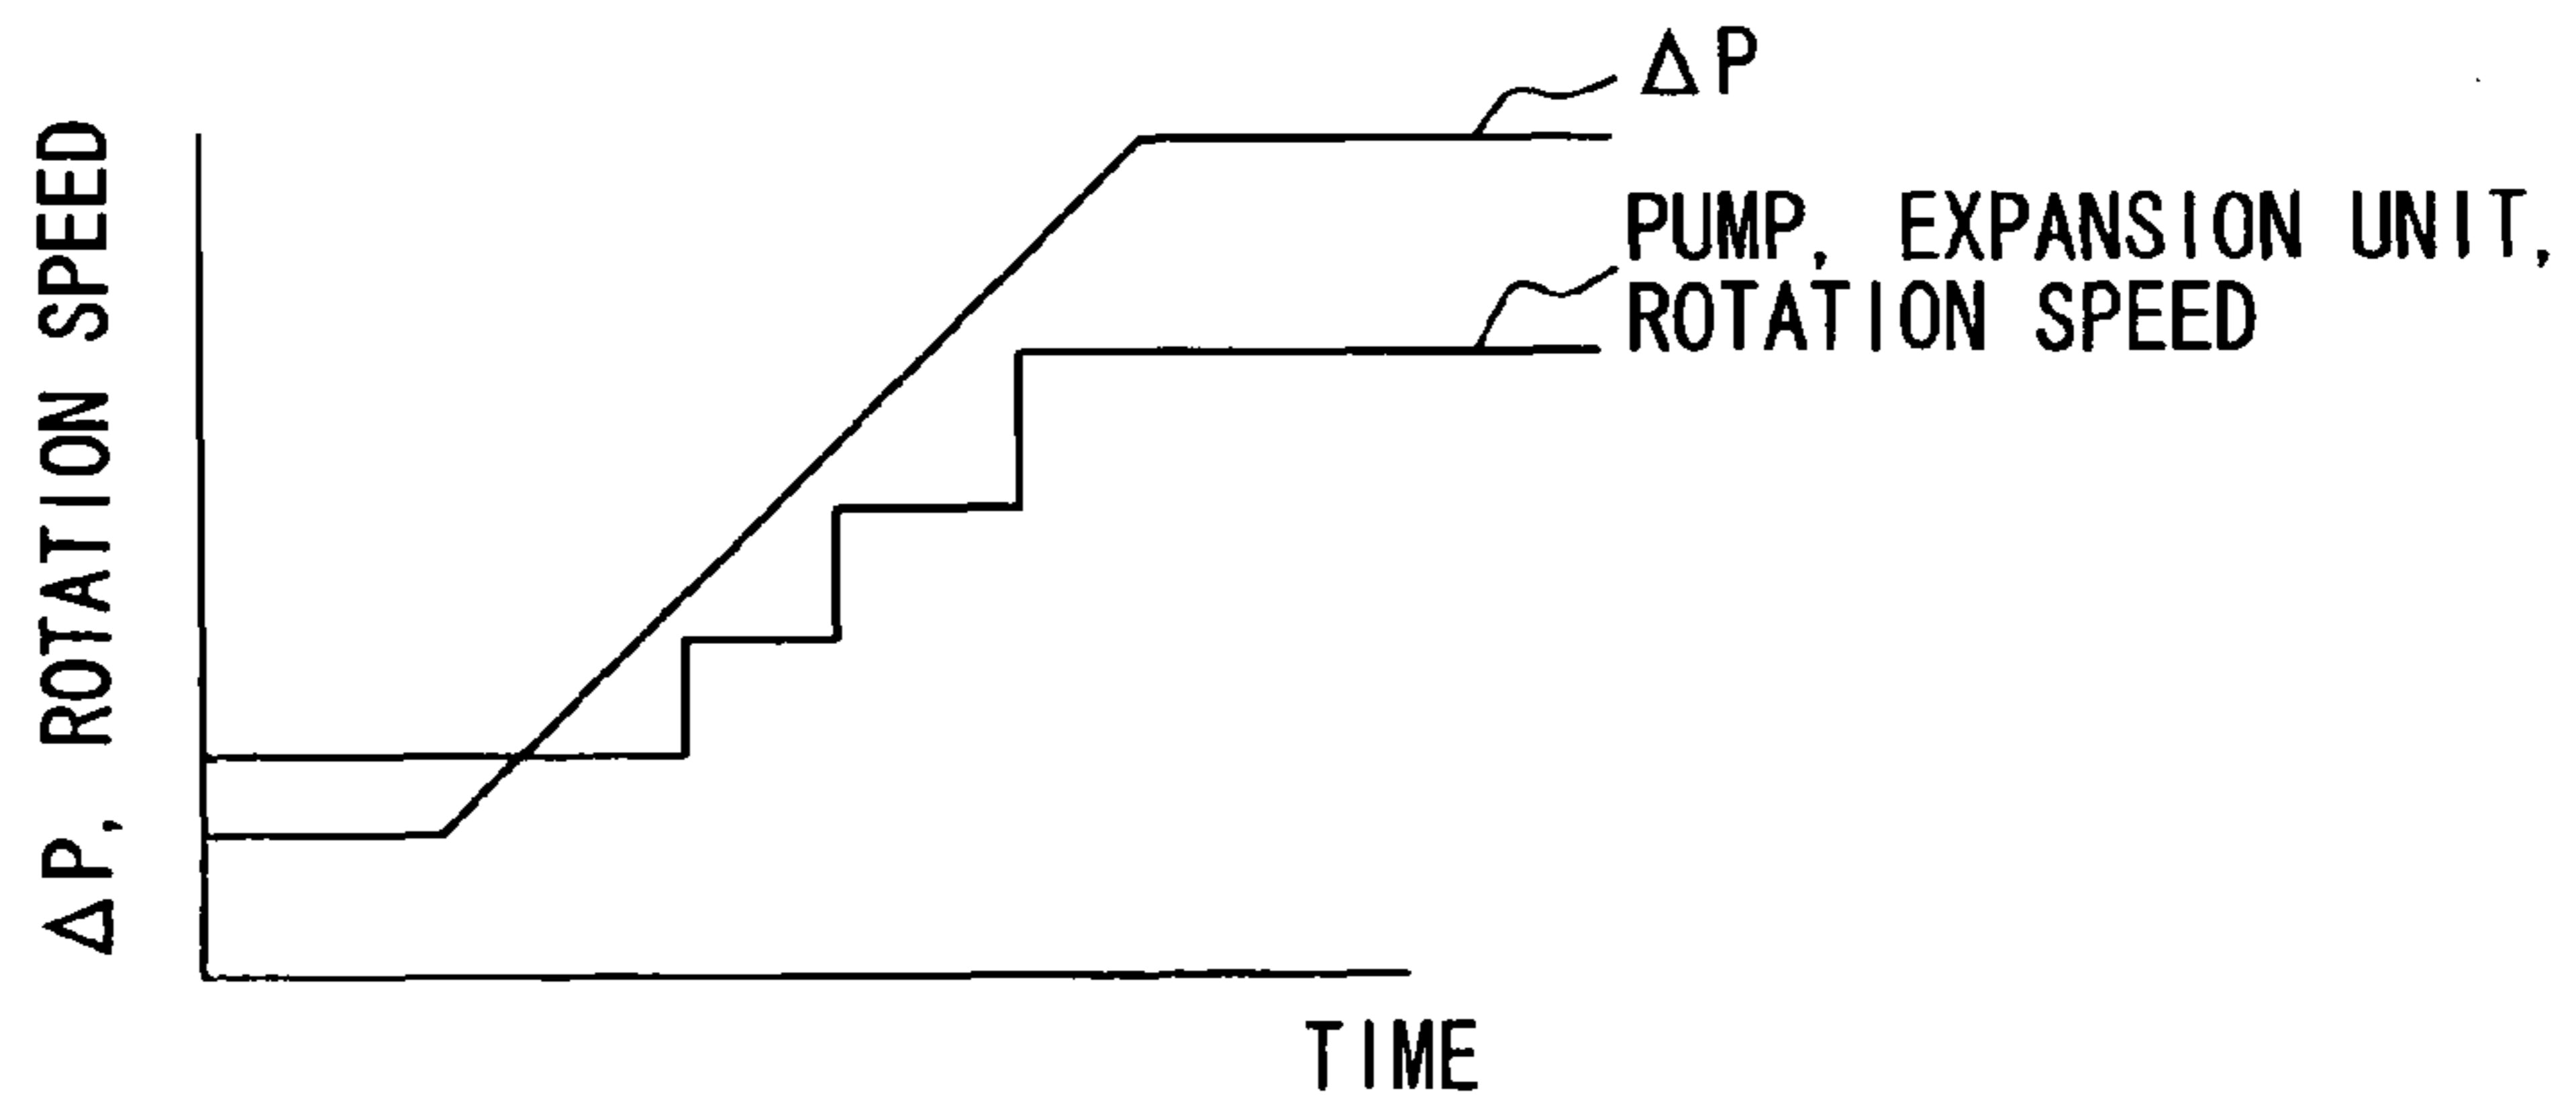 ΔP, ROTATION SPEED
ΔP
PUMP, EXPANSION UNIT,
ROTATION SPEED
TIME